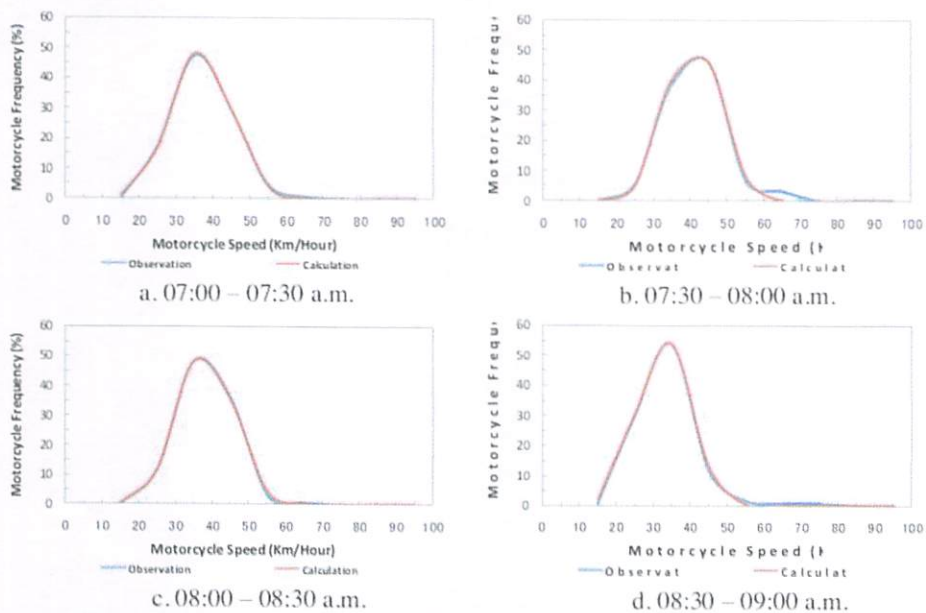 Motorcycle Frequency (%)
60
50
40
30
20
10
0
0 10 20 30 40 50 60 70 80 90 100
Motorcycle Speed (Km/Hour)
Observation Calculation
a. 07:00 – 07:30 a.m.
Motorcycle Frequ
60
50
40
30
20
10
0
0 10 20 30 40 50 60 70 80 90 100
Motorcycle Speed (
Observat Calculat
b. 07:30 – 08:00 a.m.
Motorcycle Frequency (%)
60
50
40
30
20
10
0
0 10 20 30 40 50 60 70 80 90 100
Motorcycle Speed (Km/Hour)
Observation Calculation
c. 08:00 – 08:30 a.m.
Motorcycle Frequ
60
50
40
30
20
10
0
0 10 20 30 40 50 60 70 80 90 100
Motorcycle Speed (
Observat Calculat
d. 08:30 – 09:00 a.m.